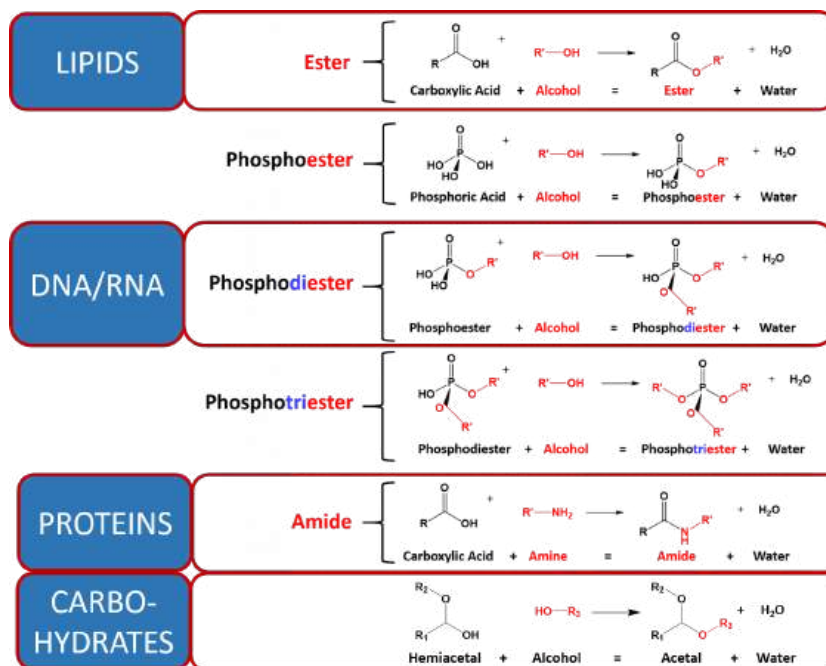 LIPIDS
Ester
O
R OH + R'—OH → O R O R' + H₂O
Carboxylic Acid + Alcohol = Ester + Water
Phosphoester
O
HO P OH HO + R'—OH → O HO P O R' HO + H₂O
Phosphoric Acid + Alcohol = Phosphoester + Water
DNA/RNA
Phosphodiester
O
HO P O R' HO + R'—OH → O HO P O R' O R' + H₂O
Phosphoester + Alcohol = Phosphodiester + Water
Phosphotriester
O
HO P O R' O R' + R'—OH → O R' O P O R' O R' + H₂O
Phosphodiester + Alcohol = Phosphotriester + Water
PROTEINS
Amide
O
R OH + R'—NH₂ → O R N H R' + H₂O
Carboxylic Acid + Amine = Amide + Water
CARBO-
HYDRATES
R₂ O R₁ OH HO—R₃ → R₂ O R₁ O R₃ + H₂O
Hemiacetal + Alcohol = Acetal + Water